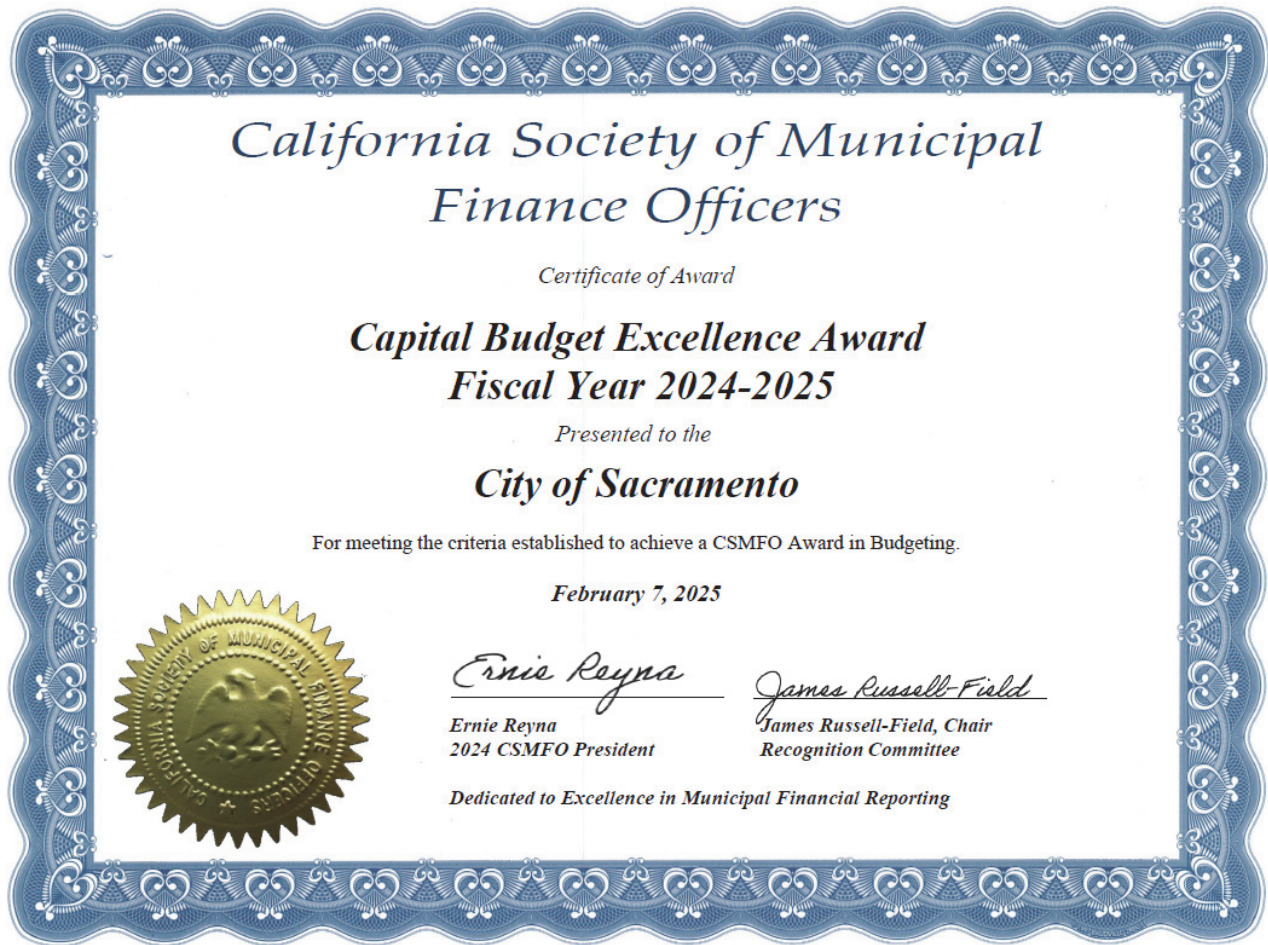 California Society of Municipal
Finance Officers
Certificate of Award
Capital Budget Excellence Award
Fiscal Year 2024-2025
Presented to the
City of Sacramento
For meeting the criteria established to achieve a CSMFO Award in Budgeting.
February 7, 2025
CALIFORNIA SOCIETY OF MUNICIPAL FINANCE OFFICERS
Ernie Reyna
James Russell-Field
Ernie Reyna
2024 CSMFO President
James Russell-Field, Chair
Recognition Committee
Dedicated to Excellence in Municipal Financial Reporting